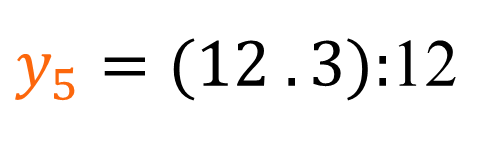 y₅ = (12 . 3):12